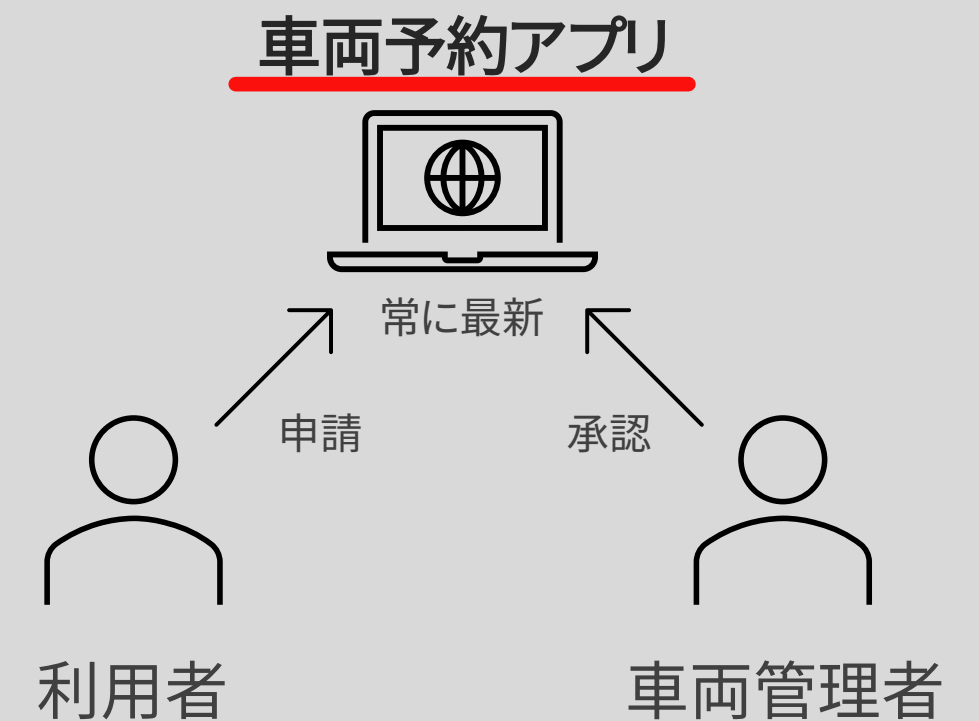 車両予約アプリ
常に最新
申請
承認
利用者
車両管理者